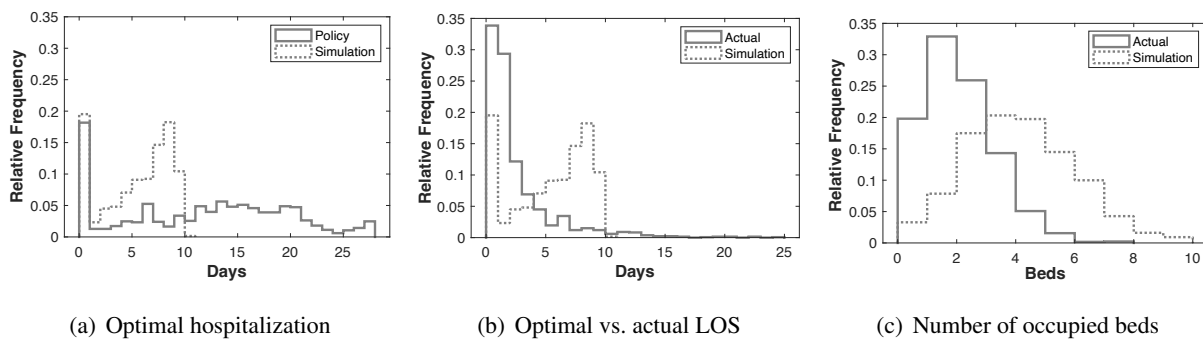 0.35
0.3
0.25
0.2
0.15
0.1
0.05
0
Relative Frequency
Policy
Simulation
0 5 10 15 20 25
Days
(a) Optimal hospitalization
0.35
0.3
0.25
0.2
0.15
0.1
0.05
0
Relative Frequency
Actual
Simulation
0 5 10 15 20 25
Days
(b) Optimal vs. actual LOS
0.35
0.3
0.25
0.2
0.15
0.1
0.05
0
Relative Frequency
Actual
Simulation
0 2 4 6 8 10
Beds
(c) Number of occupied beds